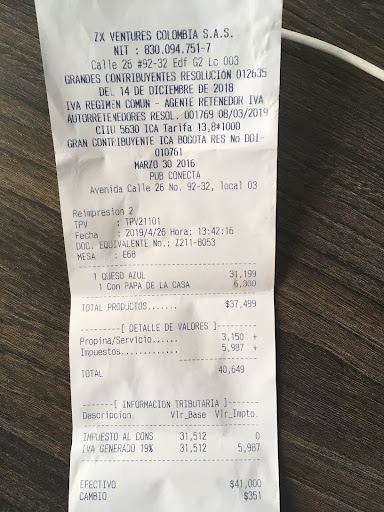 ZX VENTURES COLOMBIA S.A.S.
NIT : 830.094.751-7
Calle 26 #92-32 Edf G2 Lc 003
GRANDES CONTRIBUYENTES RESOLUCION 012635
DEL 14 DE DICIEMBRE DE 2018
IVA REGIMEN COMUN - AGENTE RETENEDOR IVA
AUTORRETENEDORES RESOL. 001769 08/03/2019
CIIU 5630 ICA Tarifa 13,8*1000
GRAN CONTRIBUYENTE ICA BOGOTA RES No DDI-
010761
MARZO 30 2016
PUB CONECTA
Avenida Calle 26 No. 92-32, local 03
Reimpresion 2
TPV : TPV21101
Fecha : 2019/4/26 Hora: 13:42:16
DOC. EQUIVALENTE No.: Z211-8053
MESA : E68
1 QUESO AZUL 31,199
1 Con PAPA DE LA CASA 6,300
TOTAL PRODUCTOS....... $37,499
--------[ DETALLE DE VALORES ]--------
Propina/Servicio...... 3,150 +
Impuestos............. 5,987 +
TOTAL 40,649
-------[ INFORMACION TRIBUTARIA ]-------
Descripcion Vlr_Base Vlr_Impto.
IMPUESTO AL CONS 31,512 0
IVA GENERADO 19% 31,512 5,987
EFECTIVO $41,000
CAMBIO $351